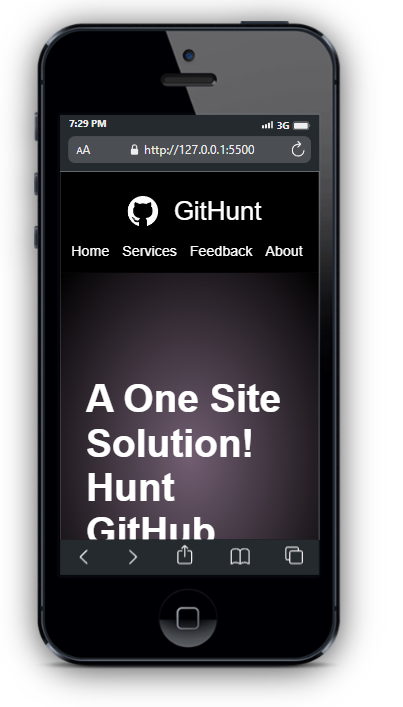 7:29 PM 3G
AA http://127.0.0.1:5500
GitHunt
Home Services Feedback About
A One Site
Solution!
Hunt
GitHub